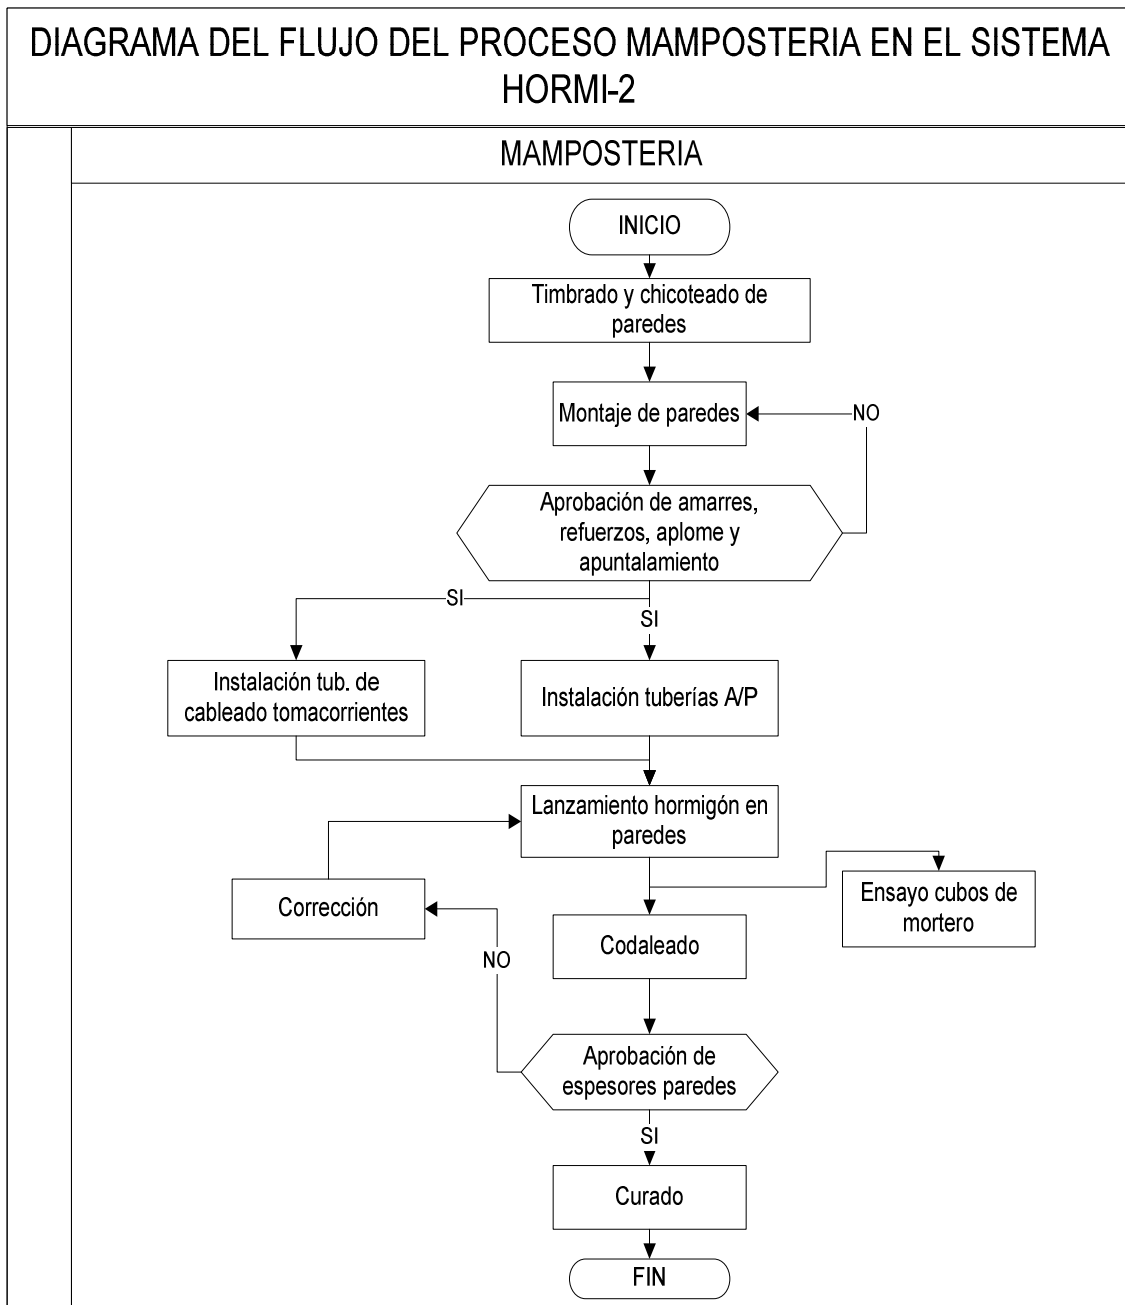 DIAGRAMA DEL FLUJO DEL PROCESO MAMPOSTERIA EN EL SISTEMA
HORMI-2
MAMPOSTERIA
INICIO
Timbrado y chicoteado de
paredes
Montaje de paredes
NO
Aprobación de amarres,
refuerzos, aplome y
apuntalamiento
SI
SI
Instalación tub. de
cableado tomacorrientes
Instalación tuberías A/P
Lanzamiento hormigón en
paredes
Corrección
Ensayo cubos de
mortero
Codaleado
NO
Aprobación de
espesores paredes
SI
Curado
FIN